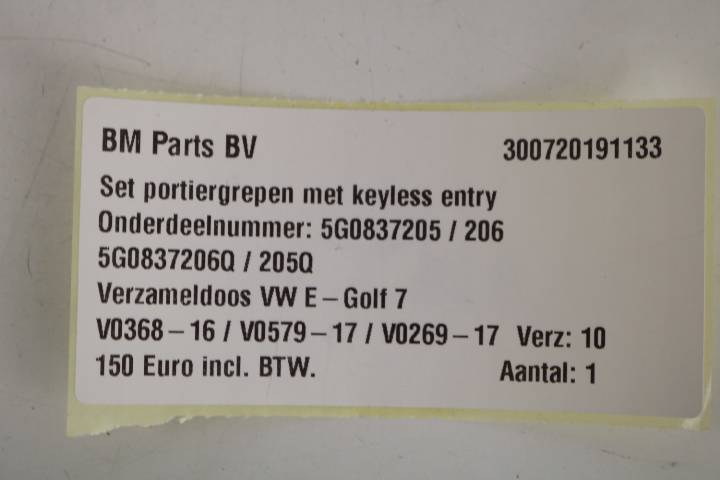 BM Parts BV 300720191133
Set portiergrepen met keyless entry
Onderdeelnummer: 5G0837205 / 206
5G0837206Q / 205Q
Verzameldoos VW E-Golf 7
V0368-16 / V0579-17 / V0269-17 Verz: 10
150 Euro incl. BTW. Aantal: 1